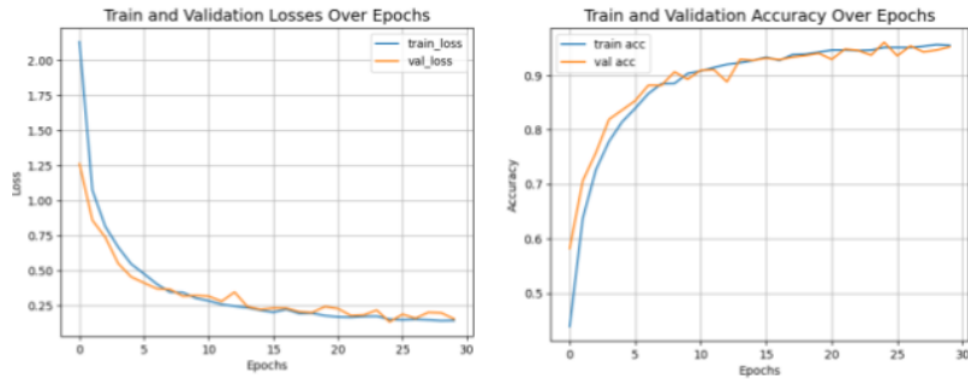 Train and Validation Losses Over Epochs
train_loss
val_loss
2.00
1.75
1.50
1.25
1.00
0.75
0.50
0.25
Loss
0 5 10 15 20 25 30
Epochs
Train and Validation Accuracy Over Epochs
train acc
val acc
0.9
0.8
0.7
0.6
0.5
Accuracy
0 5 10 15 20 25 30
Epochs